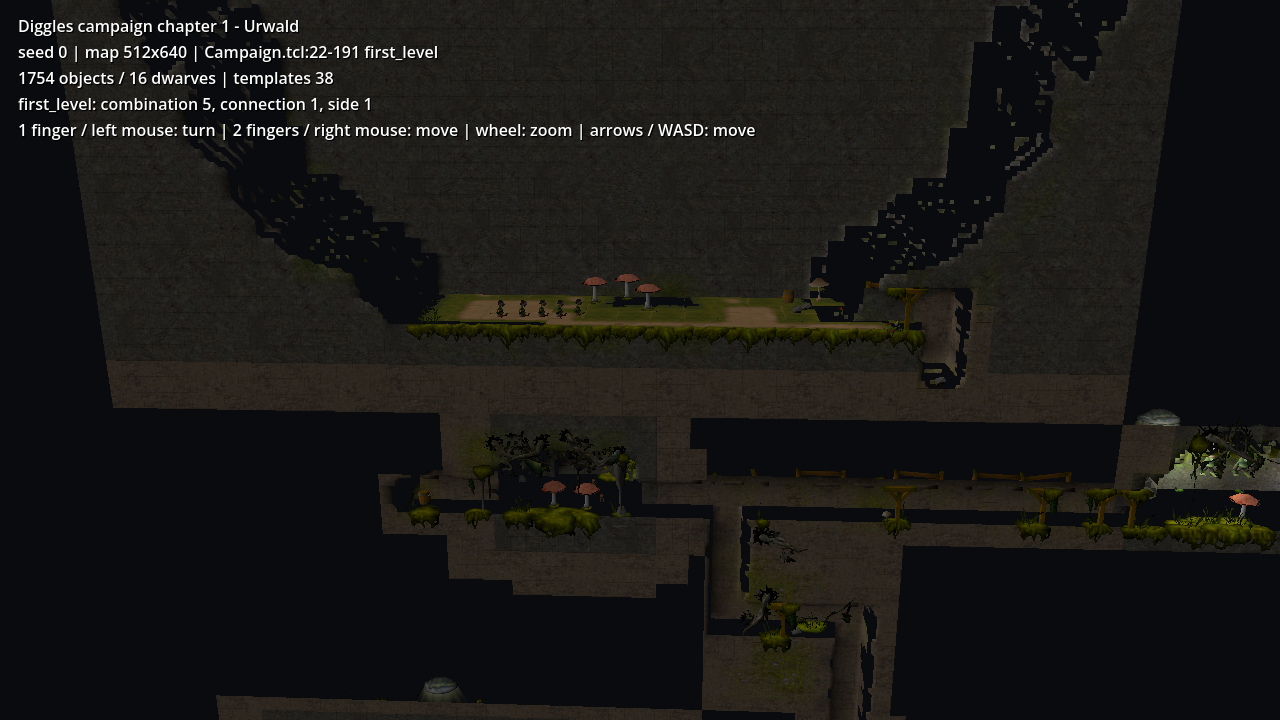 Diggles campaign chapter 1 - Urwald
seed 0 | map 512x640 | Campaign.tcl:22-191 first_level
1754 objects / 16 dwarves | templates 38
first_level: combination 5, connection 1, side 1
1 finger / left mouse: turn | 2 fingers / right mouse: move | wheel: zoom | arrows / WASD: move